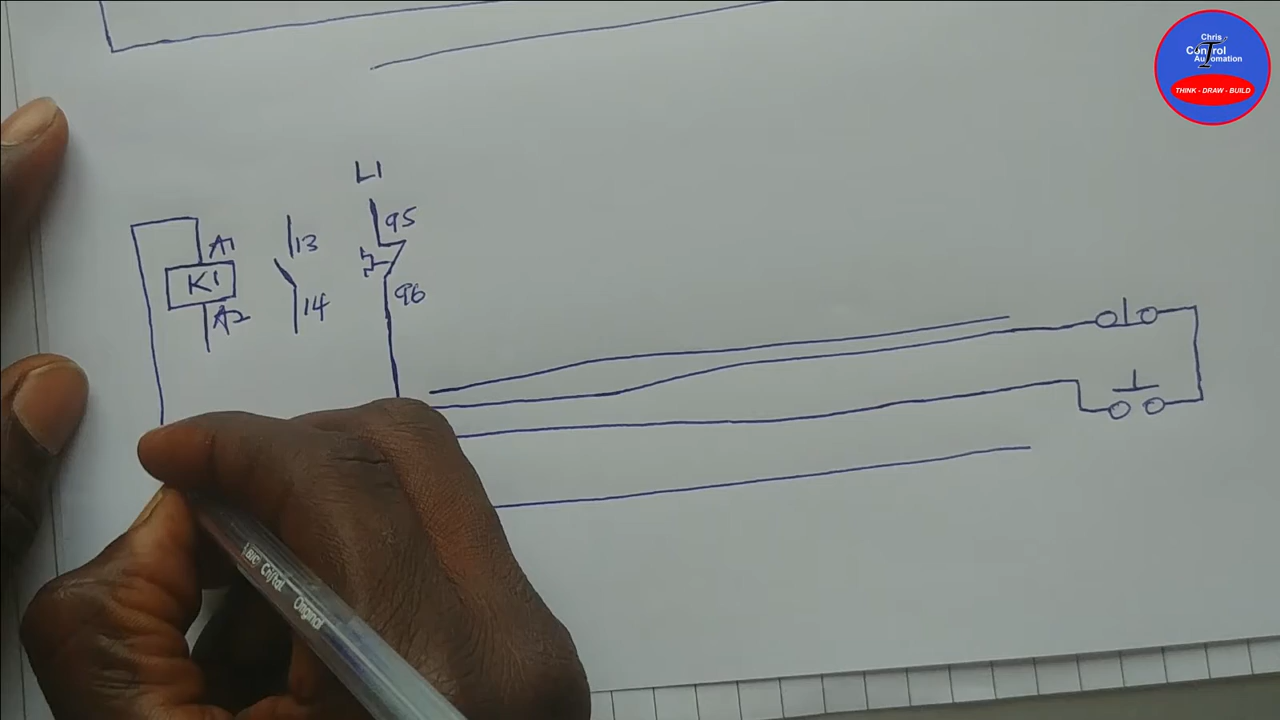 Chris
Control
Automation
THINK - DRAW - BUILD
L1
95
A1
13
K1
96
A2
14
BIC Cristal Original